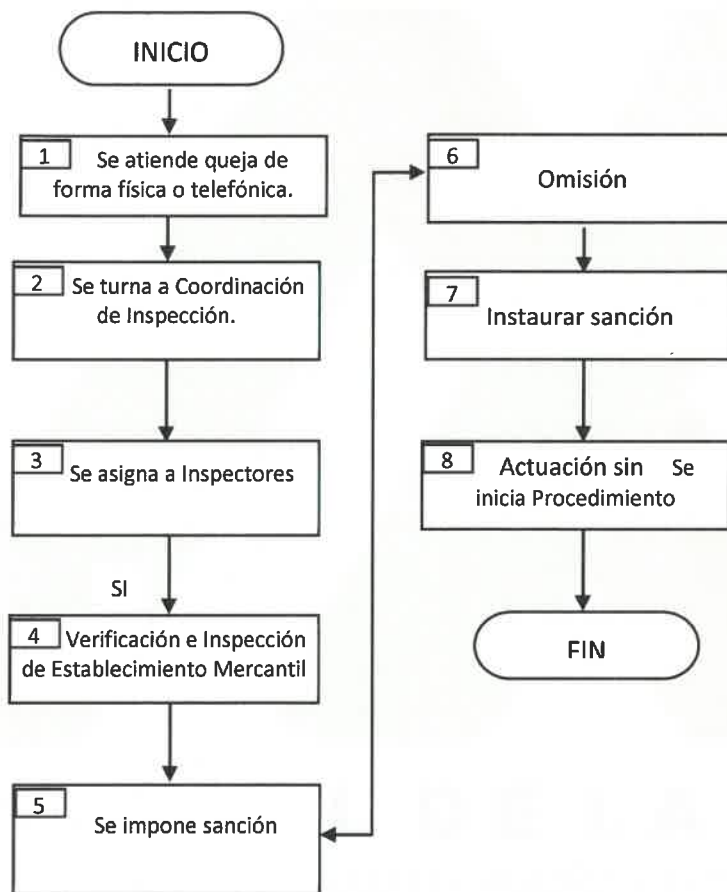 INICIO
1 Se atiende queja de
forma física o telefónica.
2 Se turna a Coordinación
de Inspección.
3
Se asigna a Inspectores
SI
4 Verificación e Inspección
de Establecimiento Mercantil
5
Se impone sanción
6
Omisión
7
Instaurar sanción
8 Actuación sin Se
inicia Procedimiento
FIN